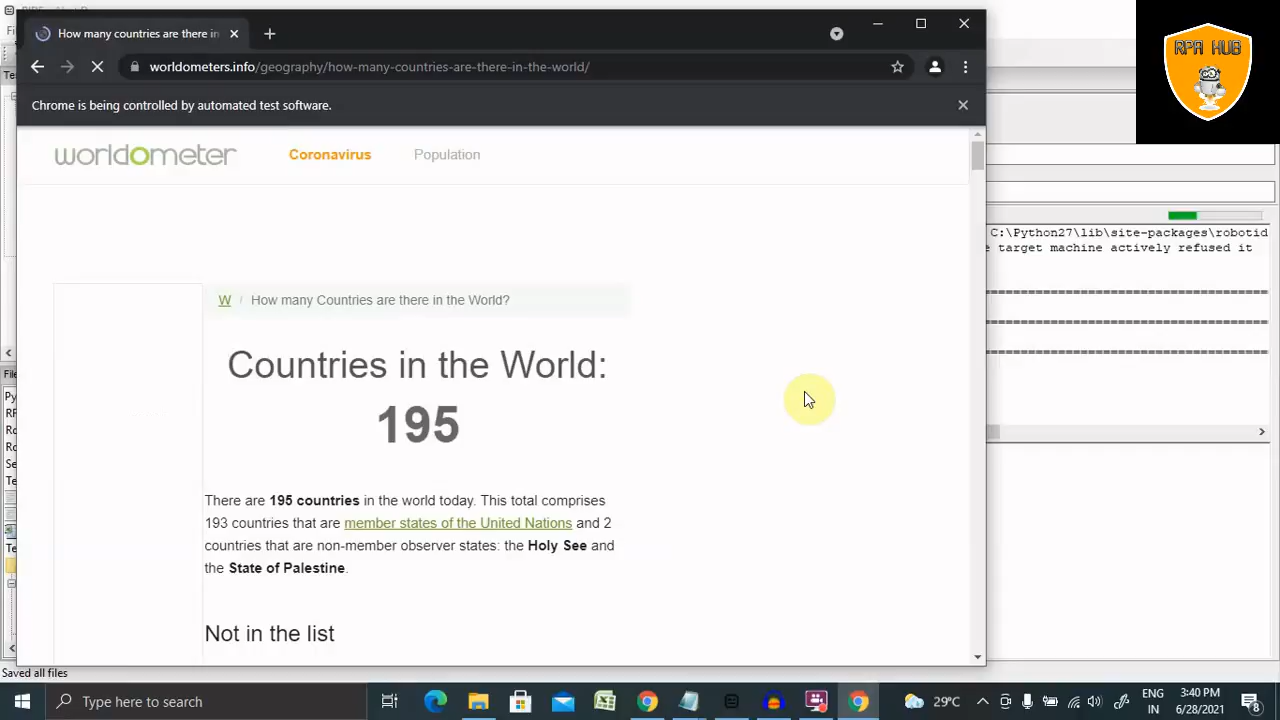 How many countries are there in
worldometers.info/geography/how-many-countries-are-there-in-the-world/
Chrome is being controlled by automated test software.
RPA HUB
worldometer
Coronavirus
Population
W / How many Countries are there in the World?
Countries in the World:
195
There are 195 countries in the world today. This total comprises
193 countries that are member states of the United Nations and 2
countries that are non-member observer states: the Holy See and
the State of Palestine.
Not in the list
C:\Python27\lib\site-packages\robotid
e target machine actively refused it
Saved all files
Type here to search
29°C
ENG
IN
3:40 PM
6/28/2021
8